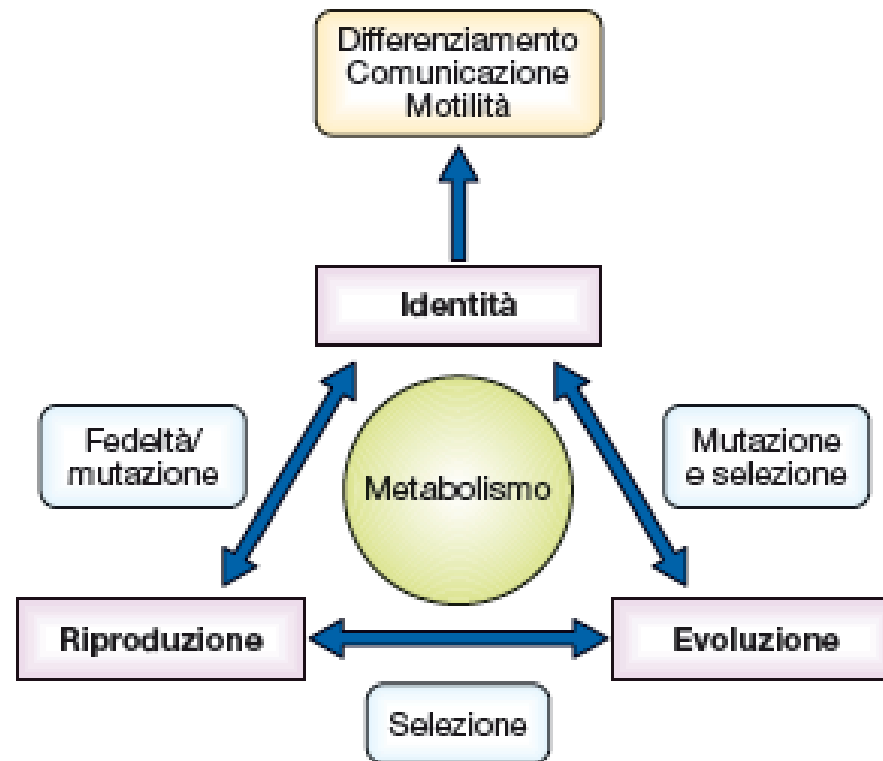 Differenziamento
Comunicazione
Motilità
Identità
Fedeltà/
mutazione
Mutazione
e selezione
Metabolismo
Riproduzione
Evoluzione
Selezione